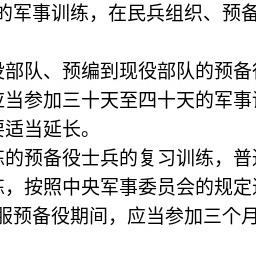 的军事训练，在民兵组织、预备
役部队、预编到现役部队的预备役
应当参加三十天至四十天的军事训
要适当延长。
练的预备役士兵的复习训练，普通
练，按照中央军事委员会的规定进
服预备役期间，应当参加三个月